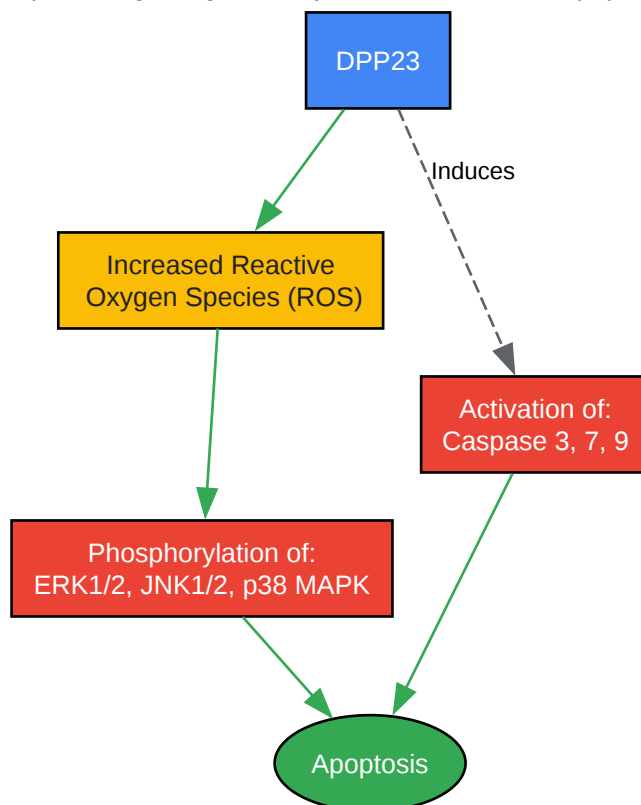 DPP23
Induces
Increased Reactive
Oxygen Species (ROS)
Activation of:
Caspase 3, 7, 9
Phosphorylation of:
ERK1/2, JNK1/2, p38 MAPK
Apoptosis